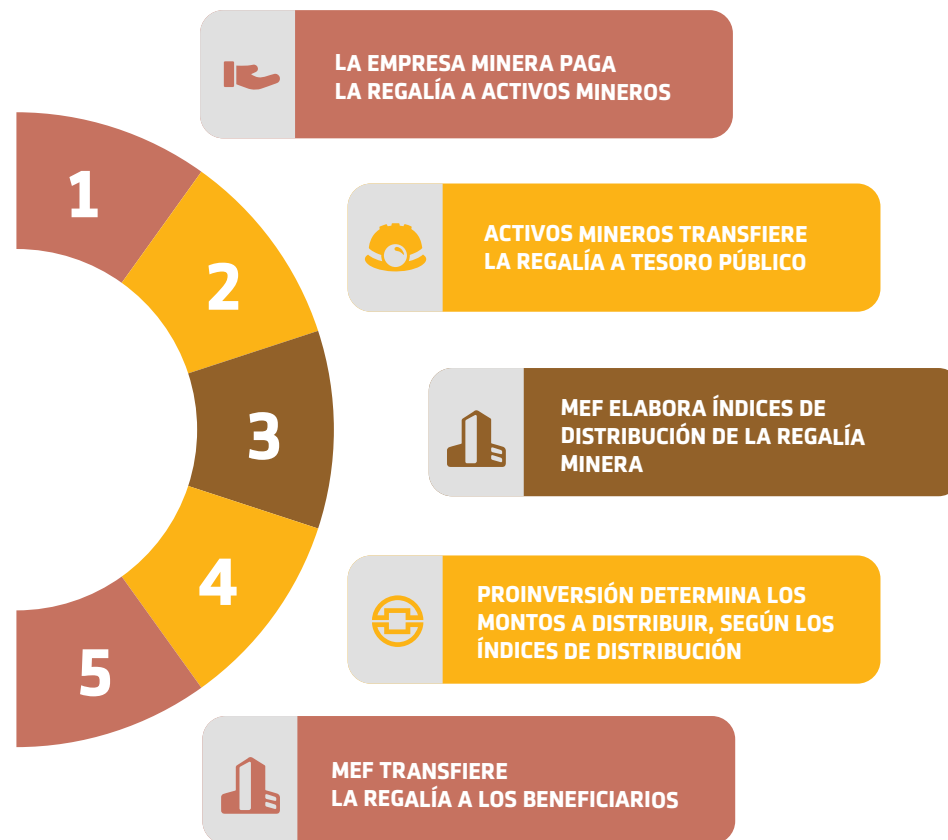 1
LA EMPRESA MINERA PAGA
LA REGALÍA A ACTIVOS MINEROS
2
ACTIVOS MINEROS TRANSFIERE
LA REGALÍA A TESORO PÚBLICO
3
MEF ELABORA ÍNDICES DE
DISTRIBUCIÓN DE LA REGALÍA
MINERA
4
PROINVERSIÓN DETERMINA LOS
MONTOS A DISTRIBUIR, SEGÚN LOS
ÍNDICES DE DISTRIBUCIÓN
5
MEF TRANSFIERE
LA REGALÍA A LOS BENEFICIARIOS